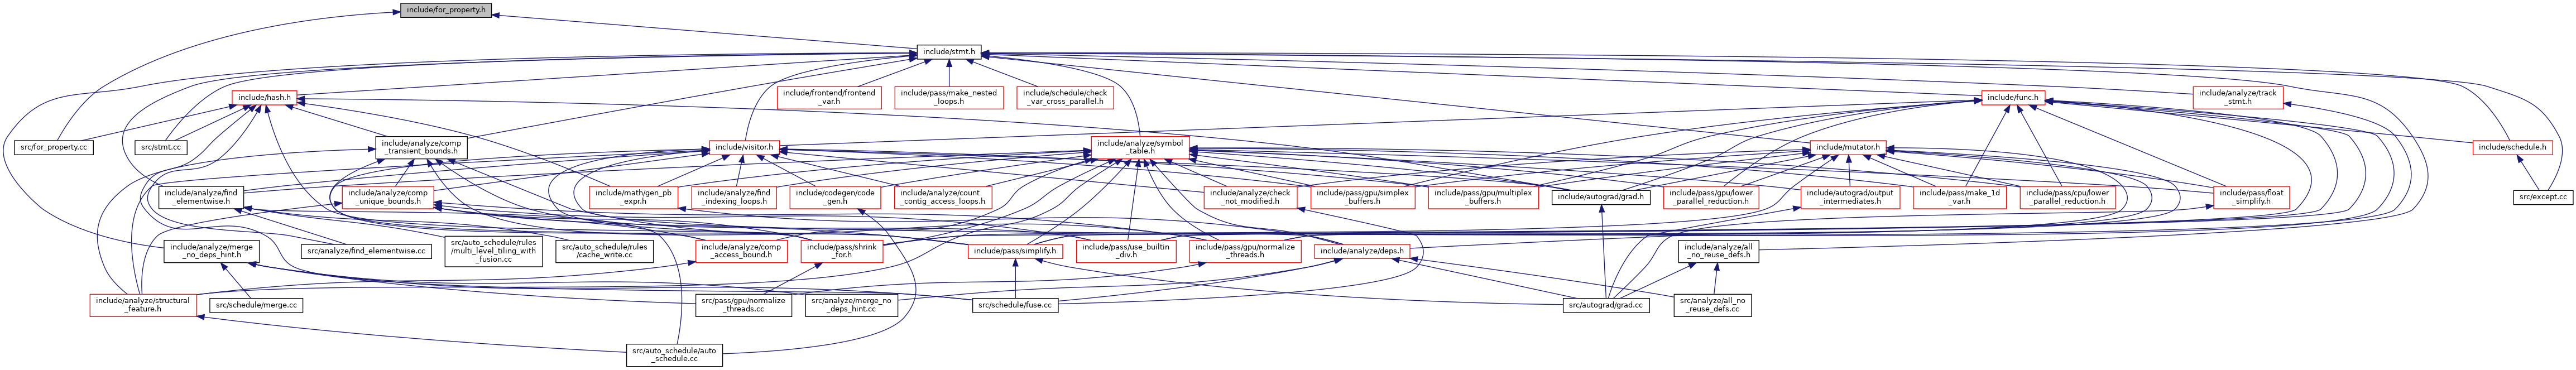 include/for_property.h
include/stmt.h
include/hash.h
include/frontend/frontend
_var.h
include/pass/make_nested
_loops.h
include/schedule/check
_var_cross_parallel.h
include/func.h
include/analyze/track
_stmt.h
src/for_property.cc
src/stmt.cc
include/analyze/comp
_transient_bounds.h
include/visitor.h
include/analyze/symbol
_table.h
include/mutator.h
include/schedule.h
include/analyze/find
_elementwise.h
include/analyze/comp
_unique_bounds.h
include/math/gen_pb
_expr.h
include/analyze/find
_indexing_loops.h
include/codegen/code
_gen.h
include/analyze/count
_contig_access_loops.h
include/analyze/check
_not_modified.h
include/pass/gpu/simplex
_buffers.h
include/pass/gpu/multiplex
_buffers.h
include/autograd/grad.h
include/pass/gpu/lower
_parallel_reduction.h
include/autograd/output
_intermediates.h
include/pass/make_1d
_var.h
include/pass/cpu/lower
_parallel_reduction.h
include/pass/float
_simplify.h
src/except.cc
include/analyze/merge
_no_deps_hint.h
src/analyze/find_elementwise.cc
src/auto_schedule/rules
/multi_level_tiling_with
_fusion.cc
src/auto_schedule/rules
/cache_write.cc
include/analyze/comp
_access_bound.h
include/pass/shrink
_for.h
include/pass/simplify.h
include/pass/use_builtin
_div.h
include/pass/gpu/normalize
_threads.h
include/analyze/deps.h
include/analyze/all
_no_reuse_defs.h
include/analyze/structural
_feature.h
src/schedule/merge.cc
src/pass/gpu/normalize
_threads.cc
src/analyze/merge_no
_deps_hint.cc
src/schedule/fuse.cc
src/autograd/grad.cc
src/analyze/all_no
_reuse_defs.cc
src/auto_schedule/auto
_schedule.cc